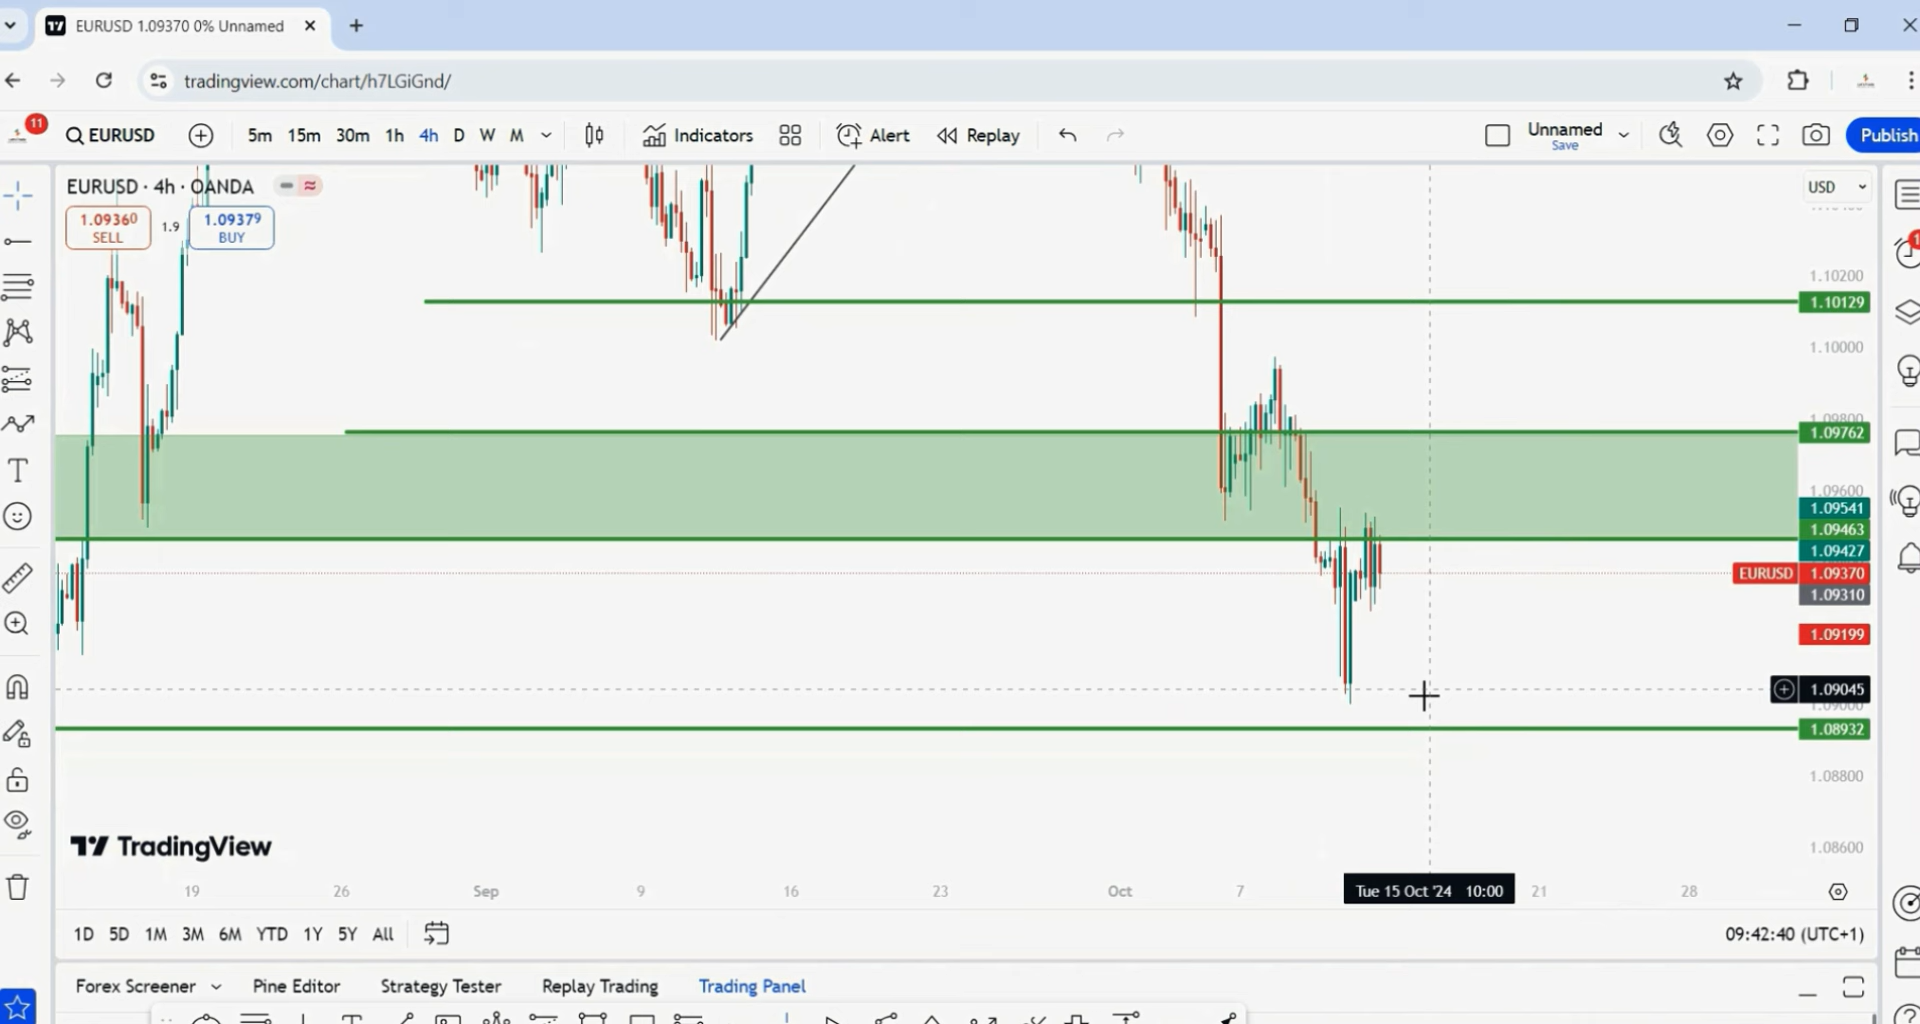 EURUSD 1.09370 0% Unnamed
tradingview.com/chart/h7LGiGnd/
11
EURUSD 5m 15m 30m 1h 4h D W M Indicators Alert Replay Unnamed Save Publish
EURUSD · 4h · OANDA
USD
1.09360 SELL 1.9 1.09379 BUY
1.10200
1.10129
1.10000
1.09800
1.09762
1.09600
1.09541
1.09463
1.09427
EURUSD 1.09370
1.09310
1.09199
1.09045
1.09000
1.08932
1.08800
TradingView
1.08600
19 26 Sep 9 16 23 Oct 7 Tue 15 Oct '24 10:00 21 28
1D 5D 1M 3M 6M YTD 1Y 5Y All 09:42:40 (UTC+1)
Forex Screener Pine Editor Strategy Tester Replay Trading Trading Panel